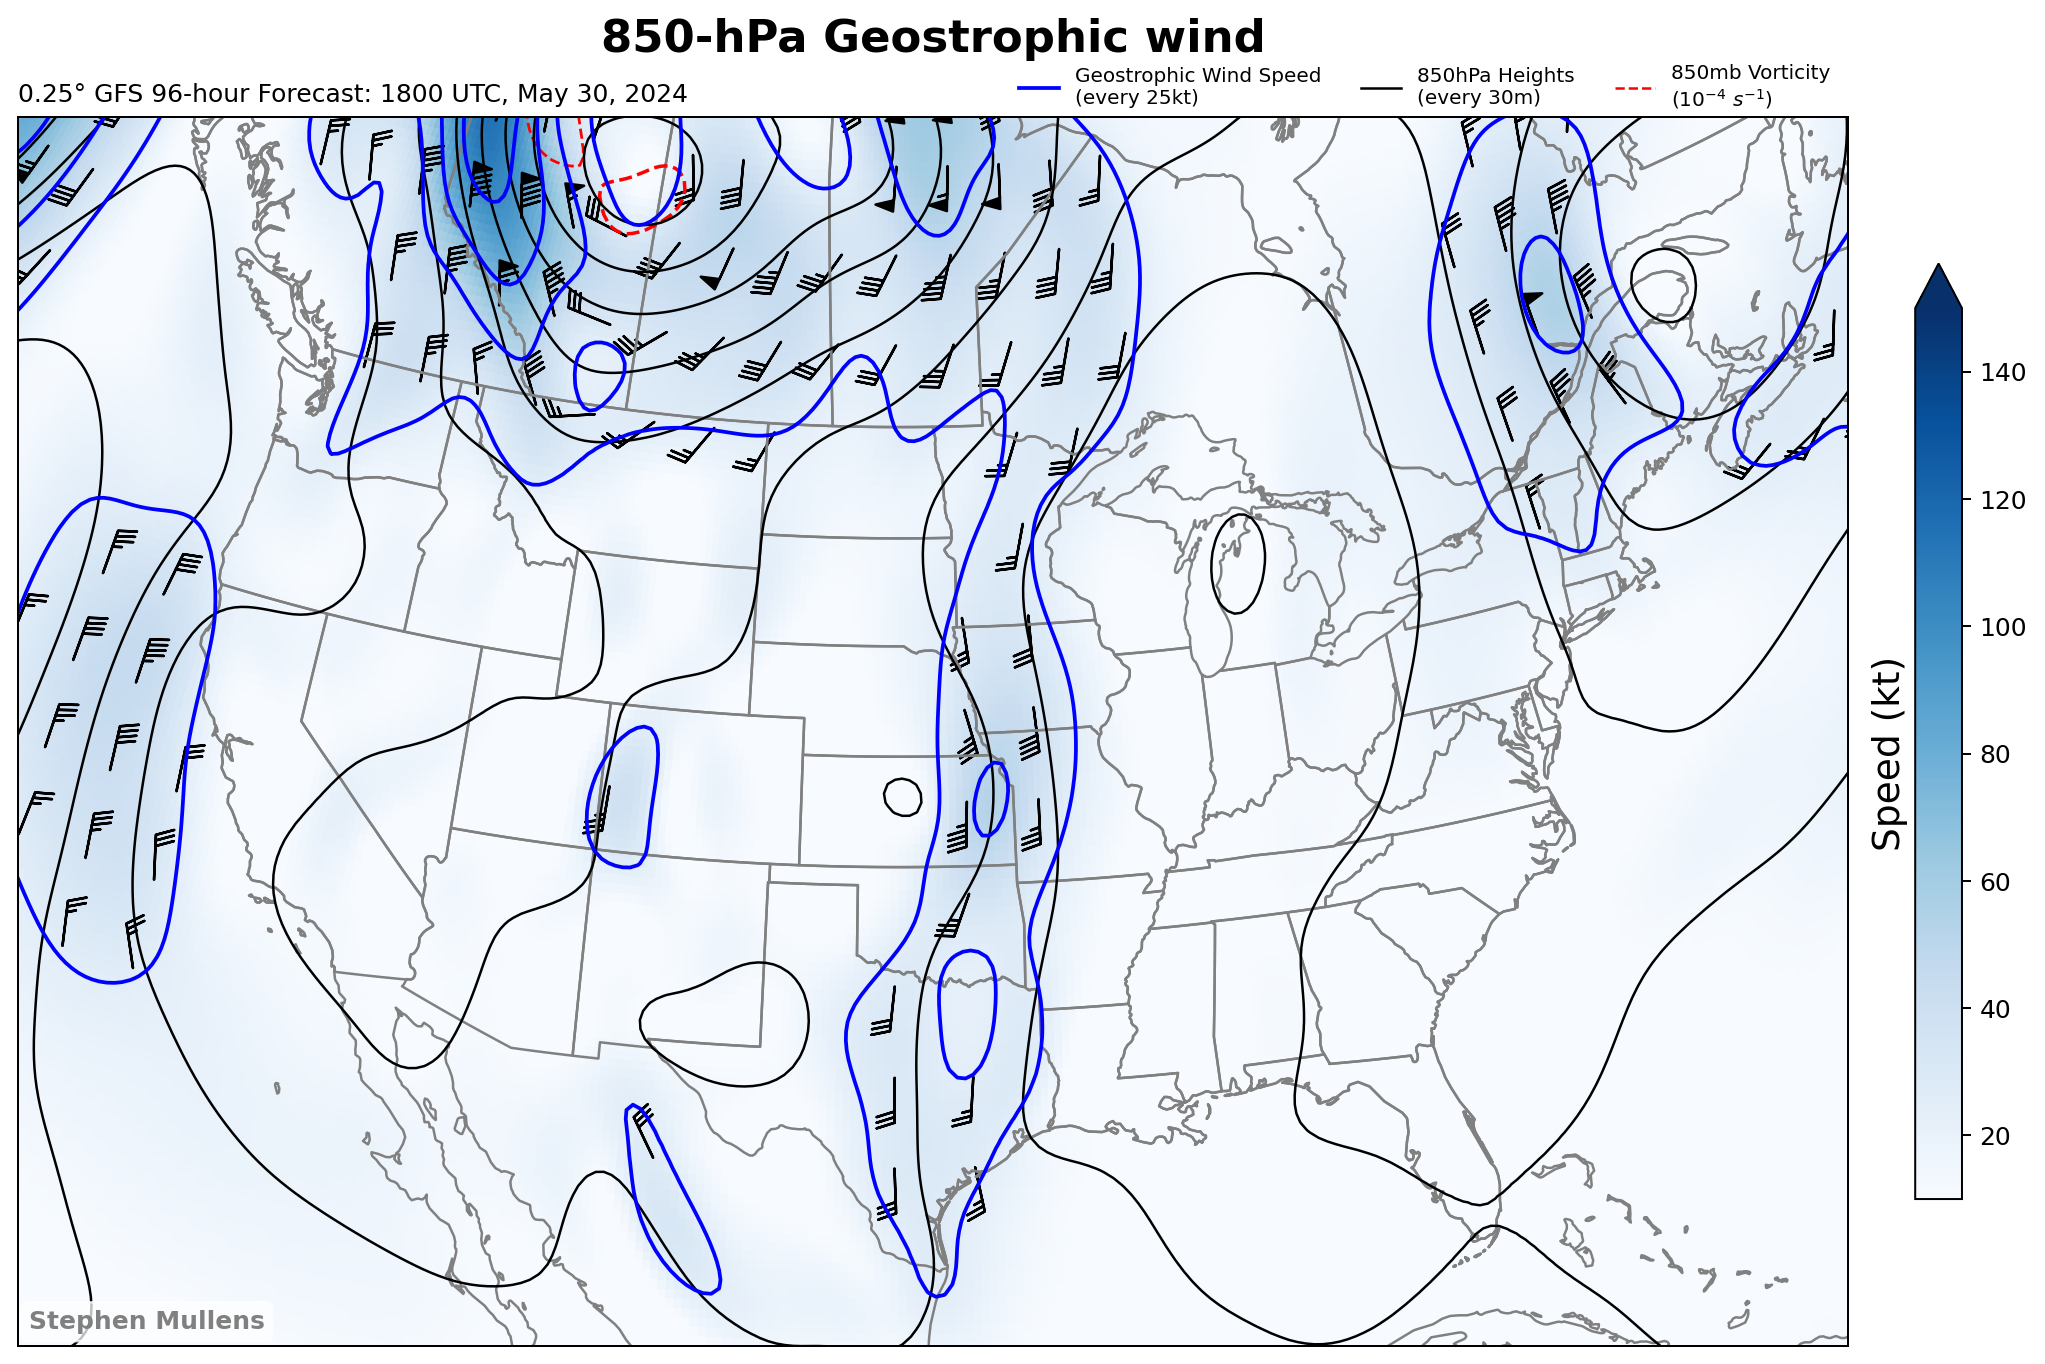 850-hPa Geostrophic wind
0.25° GFS 96-hour Forecast: 1800 UTC, May 30, 2024
Geostrophic Wind Speed
(every 25kt)
850hPa Heights
(every 30m)
850mb Vorticity
(10⁻⁴ s⁻¹)
140
120
100
80
60
40
20
Speed (kt)
Stephen Mullens